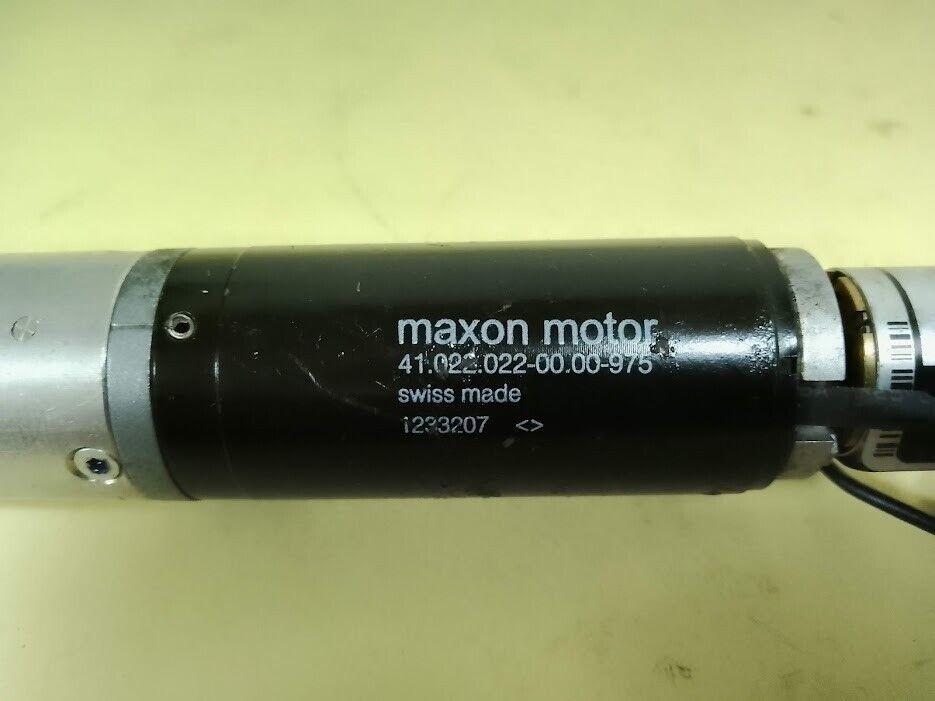 maxon motor
41.022.022-00.00-975
swiss made
1233207 <>